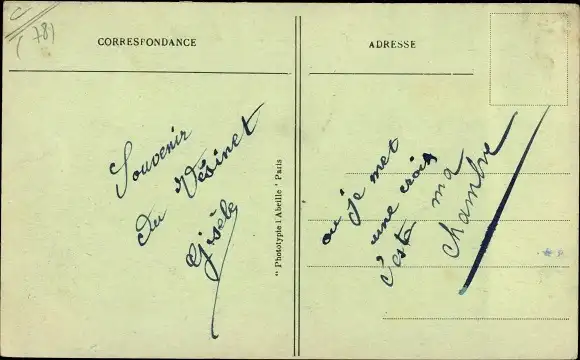 (78)
CORRESPONDANCE
ADRESSE
Souvenir
du Vésinet
Gisèle
"Phototypie l'Abeille" Paris
où je met
une croix
c'est ma
chambre